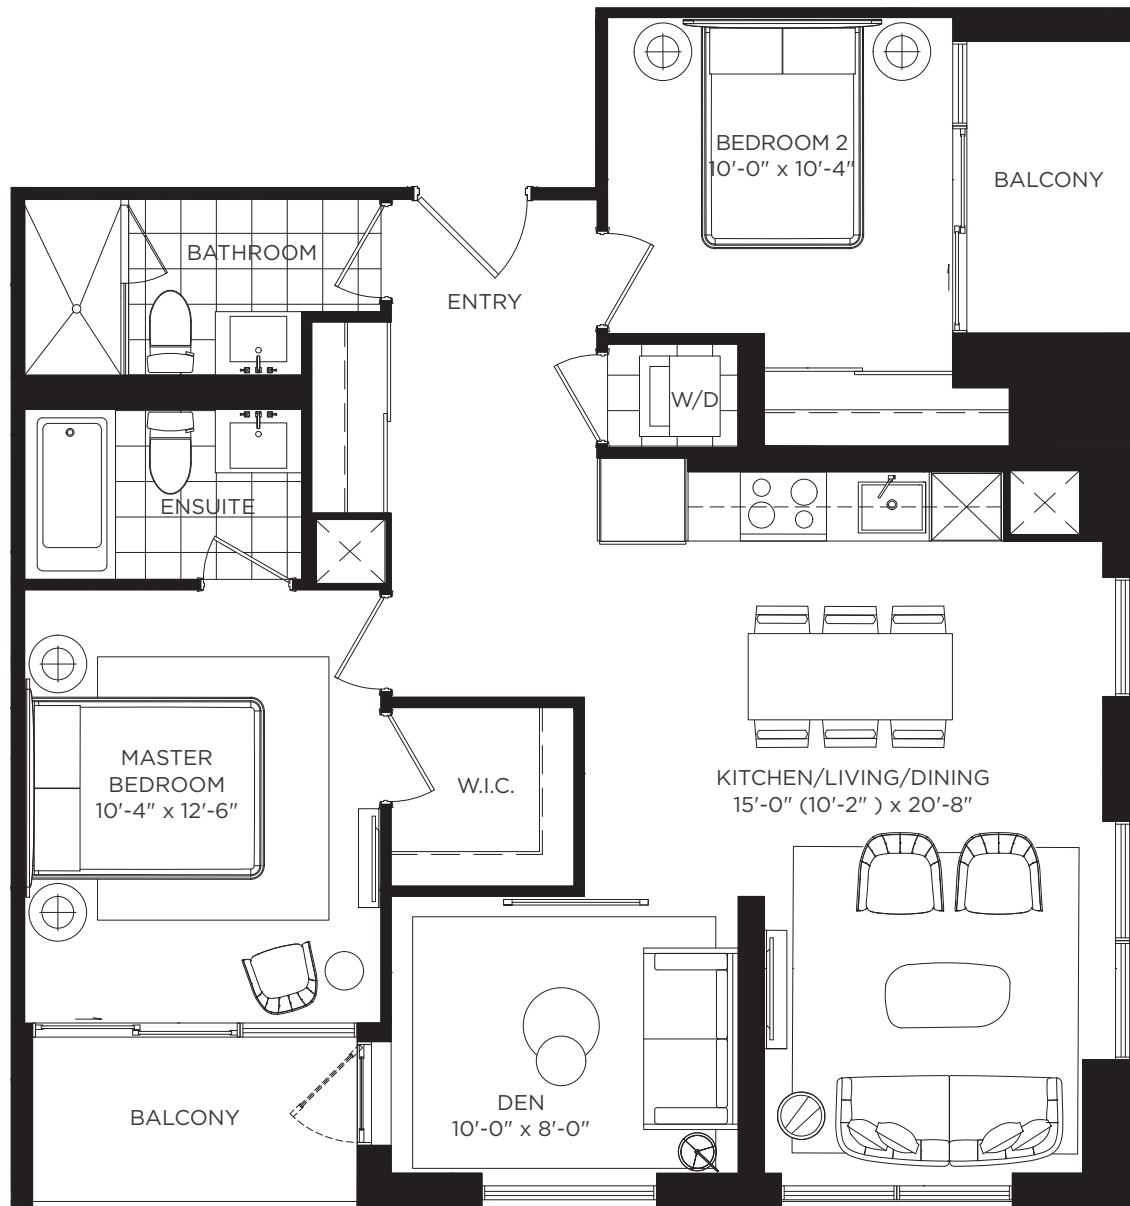 BEDROOM 2
10'-0" x 10'-4"
BALCONY
BATHROOM
ENTRY
W/D
ENSUITE
MASTER
BEDROOM
10'-4" x 12'-6"
W.I.C.
KITCHEN/LIVING/DINING
15'-0" (10'-2" ) x 20'-8"
DEN
10'-0" x 8'-0"
BALCONY